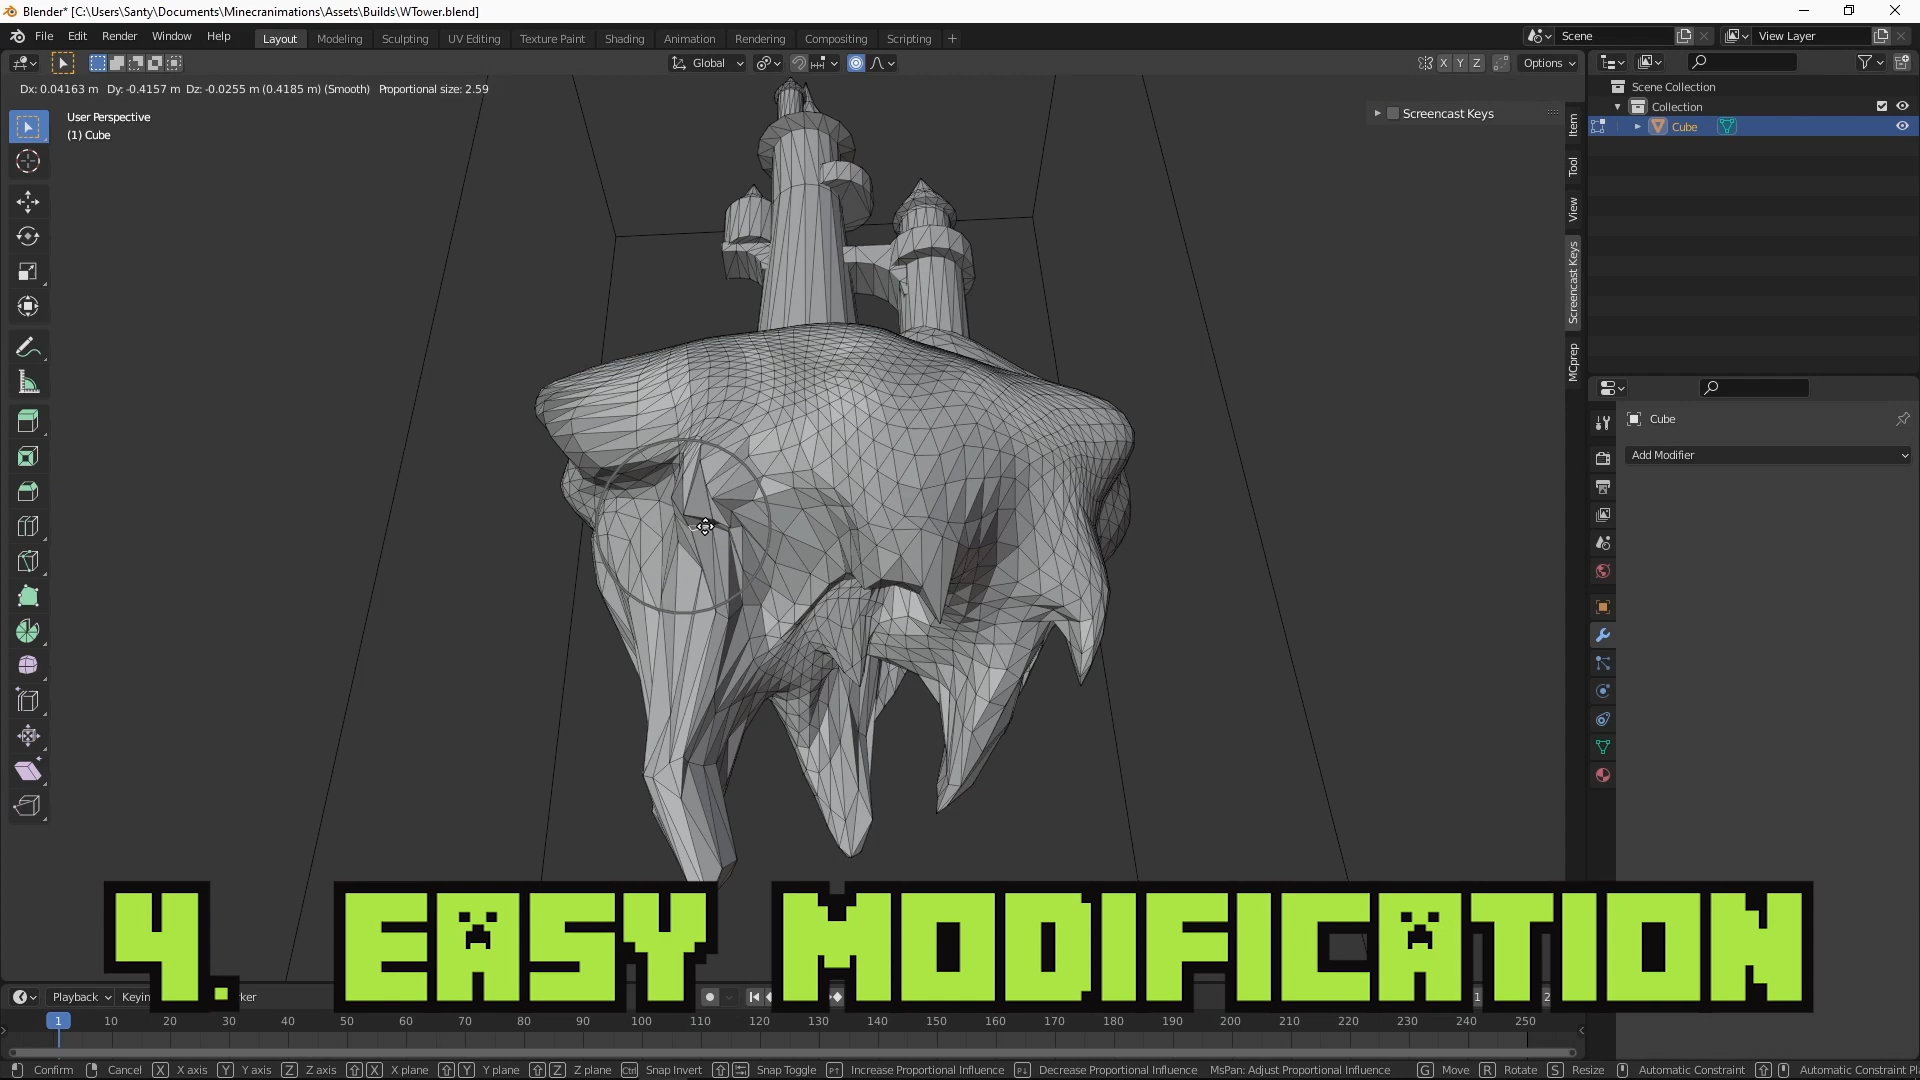 Blender* [C:\Users\Santy\Documents\Minecranimations\Assets\Builds\WTower.blend]
File Edit Render Window Help Layout Modeling Sculpting UV Editing Texture Paint Shading Animation Rendering Compositing Scripting + Scene View Layer
Global X Y Z Options
Dx: 0.04163 m Dy: -0.4157 m Dz: -0.0255 m (0.4185 m) (Smooth) Proportional size: 2.59
User Perspective
(1) Cube
Screencast Keys
Item
Tool
View
Screencast Keys
MCprep
Scene Collection
Collection
Cube
Cube
Add Modifier
4. EASY MODIFICATION
Playback Keyin ker 1 2
1 10 20 30 40 50 60 70 80 90 100 110 120 130 140 150 160 170 180 190 200 210 220 230 240 250
Confirm Cancel X X axis Y Y axis Z Z axis X X plane Y Y plane Z Z plane Ctrl Snap Invert Snap Toggle Increase Proportional Influence Decrease Proportional Influence MsPan: Adjust Proportional Influence G Move R Rotate S Resize Automatic Constraint Automatic Constraint Pl